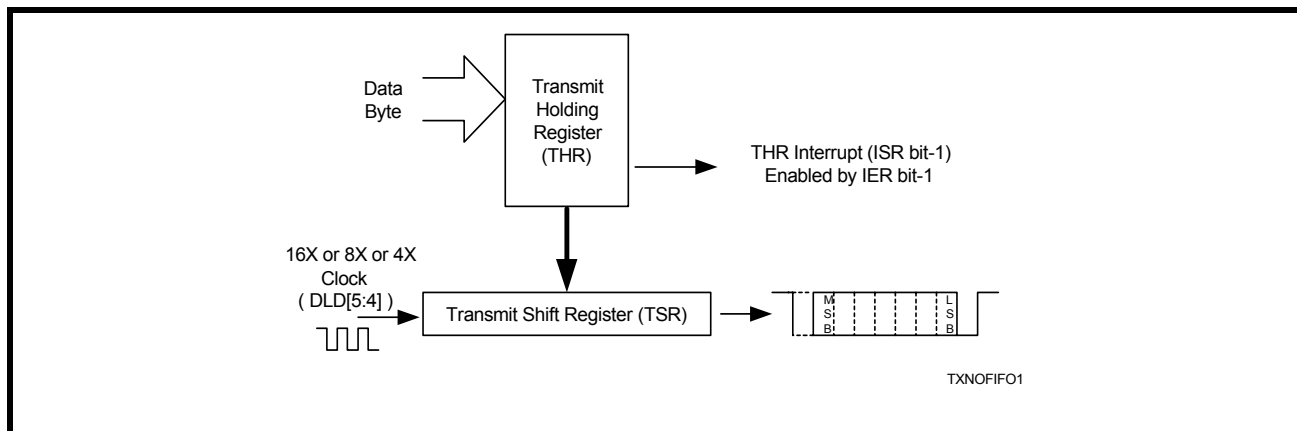 Data
Byte
Transmit
Holding
Register
(THR)
THR Interrupt (ISR bit-1)
Enabled by IER bit-1
16X or 8X or 4X
Clock
( DLD[5:4] )
Transmit Shift Register (TSR)
M
S
B
L
S
B
TXNOFIFO1